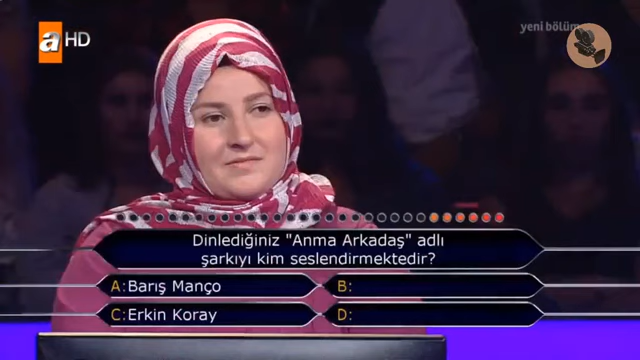 a HD
yeni bölüm
Dinlediğiniz "Anma Arkadaş" adlı
şarkıyı kim seslendirmektedir?
A: Barış Manço
B:
C: Erkin Koray
D: